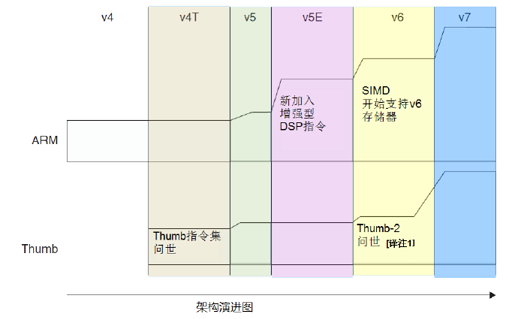 v4 v4T v5 v5E v6 v7
新加入
增强型
DSP指令
SIMD
开始支持v6
存储器
ARM
Thumb指令集
问世
Thumb-2
问世 [译注1]
Thumb
架构演进图